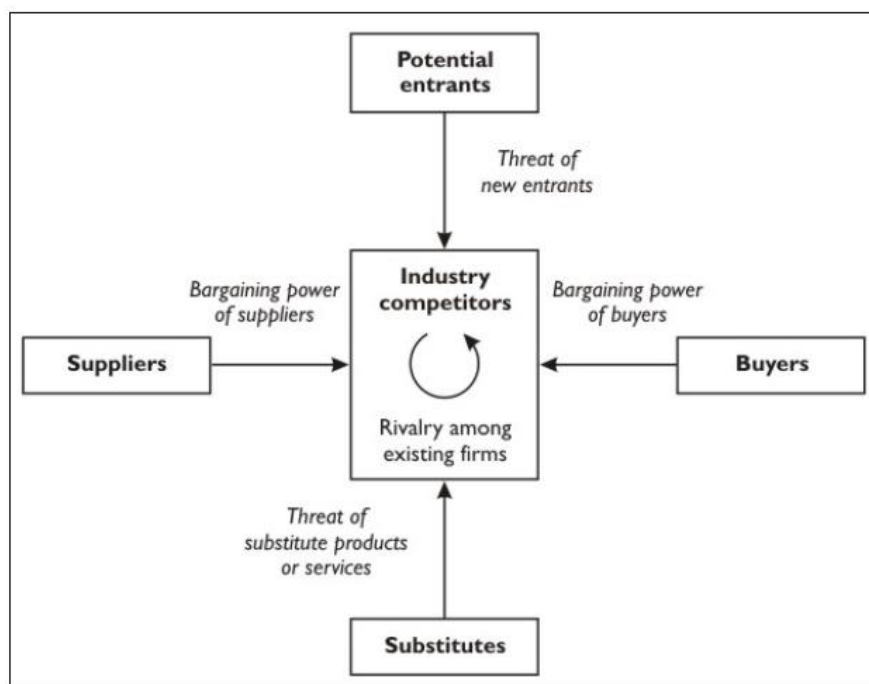 Potential
entrants
Threat of
new entrants
Bargaining power
of suppliers
Industry
competitors
Bargaining power
of buyers
Suppliers
Buyers
Rivalry among
existing firms
Threat of
substitute products
or services
Substitutes